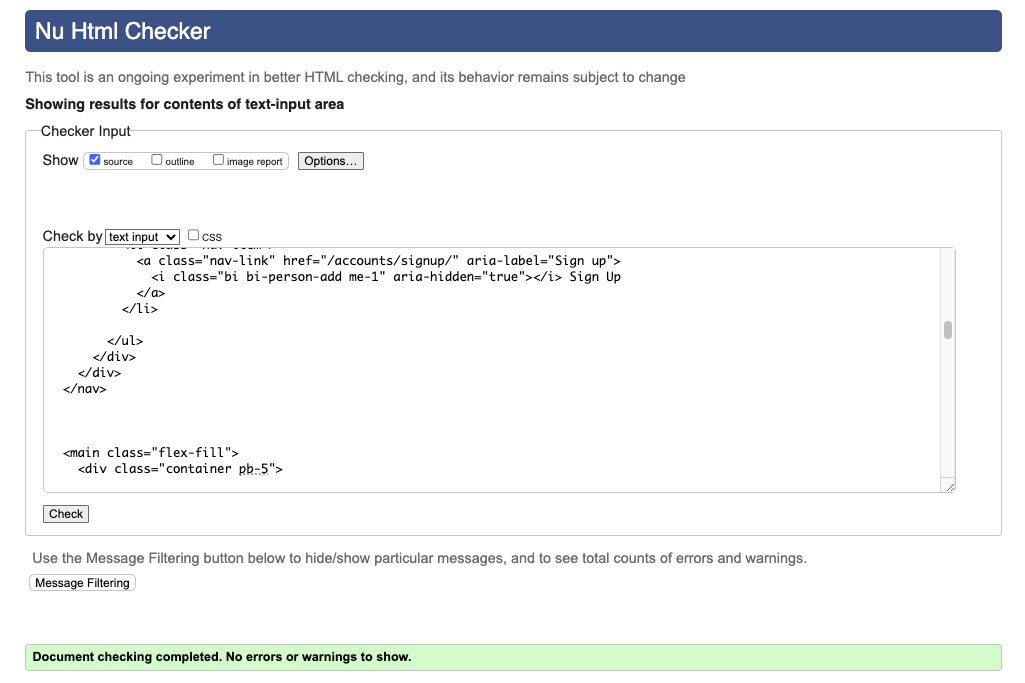 Nu Html Checker
This tool is an ongoing experiment in better HTML checking, and its behavior remains subject to change
Showing results for contents of text-input area
Checker Input
Show source outline image report Options...
Check by text input CSS
<a class="nav-link" href="/accounts/signup/" aria-label="Sign up">
<i class="bi bi-person-add me-1" aria-hidden="true"></i> Sign Up
</a>
</li>
</ul>
</div>
</div>
</nav>
<main class="flex-fill">
<div class="container pb-5">
Check
Use the Message Filtering button below to hide/show particular messages, and to see total counts of errors and warnings.
Message Filtering
Document checking completed. No errors or warnings to show.